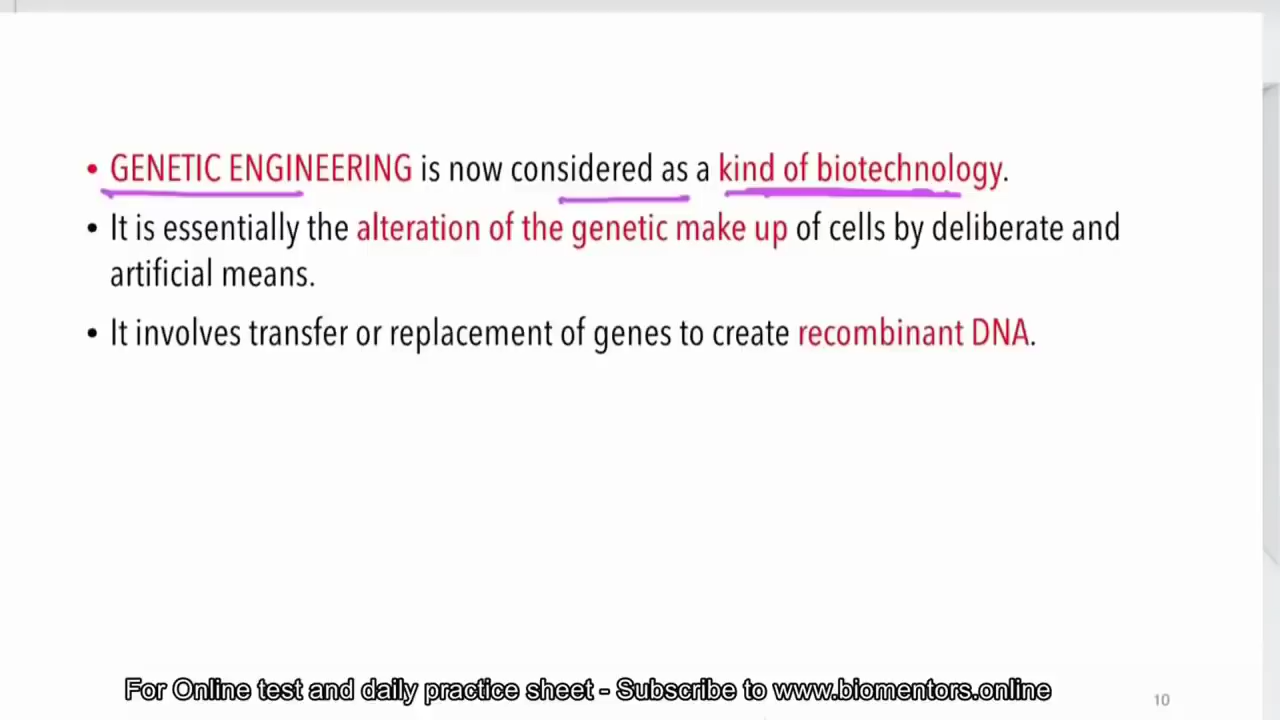 • GENETIC ENGINEERING is now considered as a kind of biotechnology.
• It is essentially the alteration of the genetic make up of cells by deliberate and
artificial means.
• It involves transfer or replacement of genes to create recombinant DNA.
For Online test and daily practice sheet - Subscribe to www.biomentors.online
10